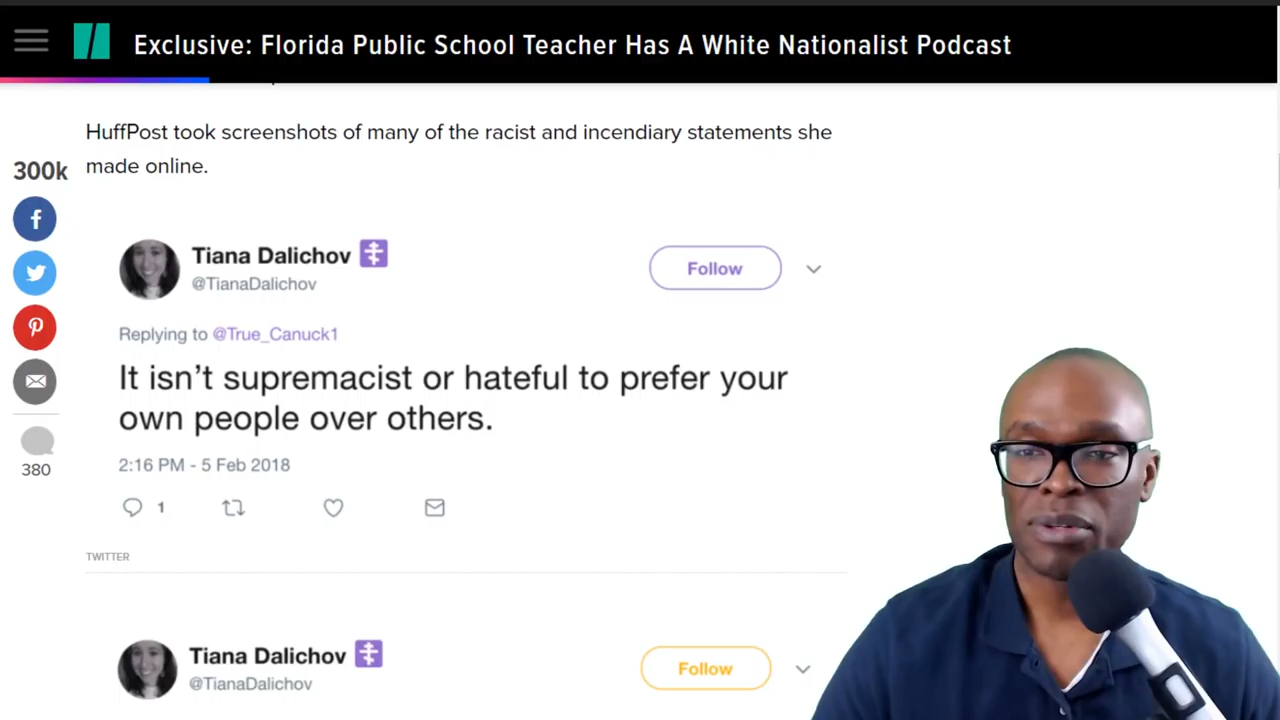 Exclusive: Florida Public School Teacher Has A White Nationalist Podcast
HuffPost took screenshots of many of the racist and incendiary statements she
made online.
300k
Tiana Dalichov
Follow
@TianaDalichov
Replying to @True_Canuck1
It isn’t supremacist or hateful to prefer your
own people over others.
2:16 PM - 5 Feb 2018
380
1
TWITTER
Tiana Dalichov
Follow
@TianaDalichov